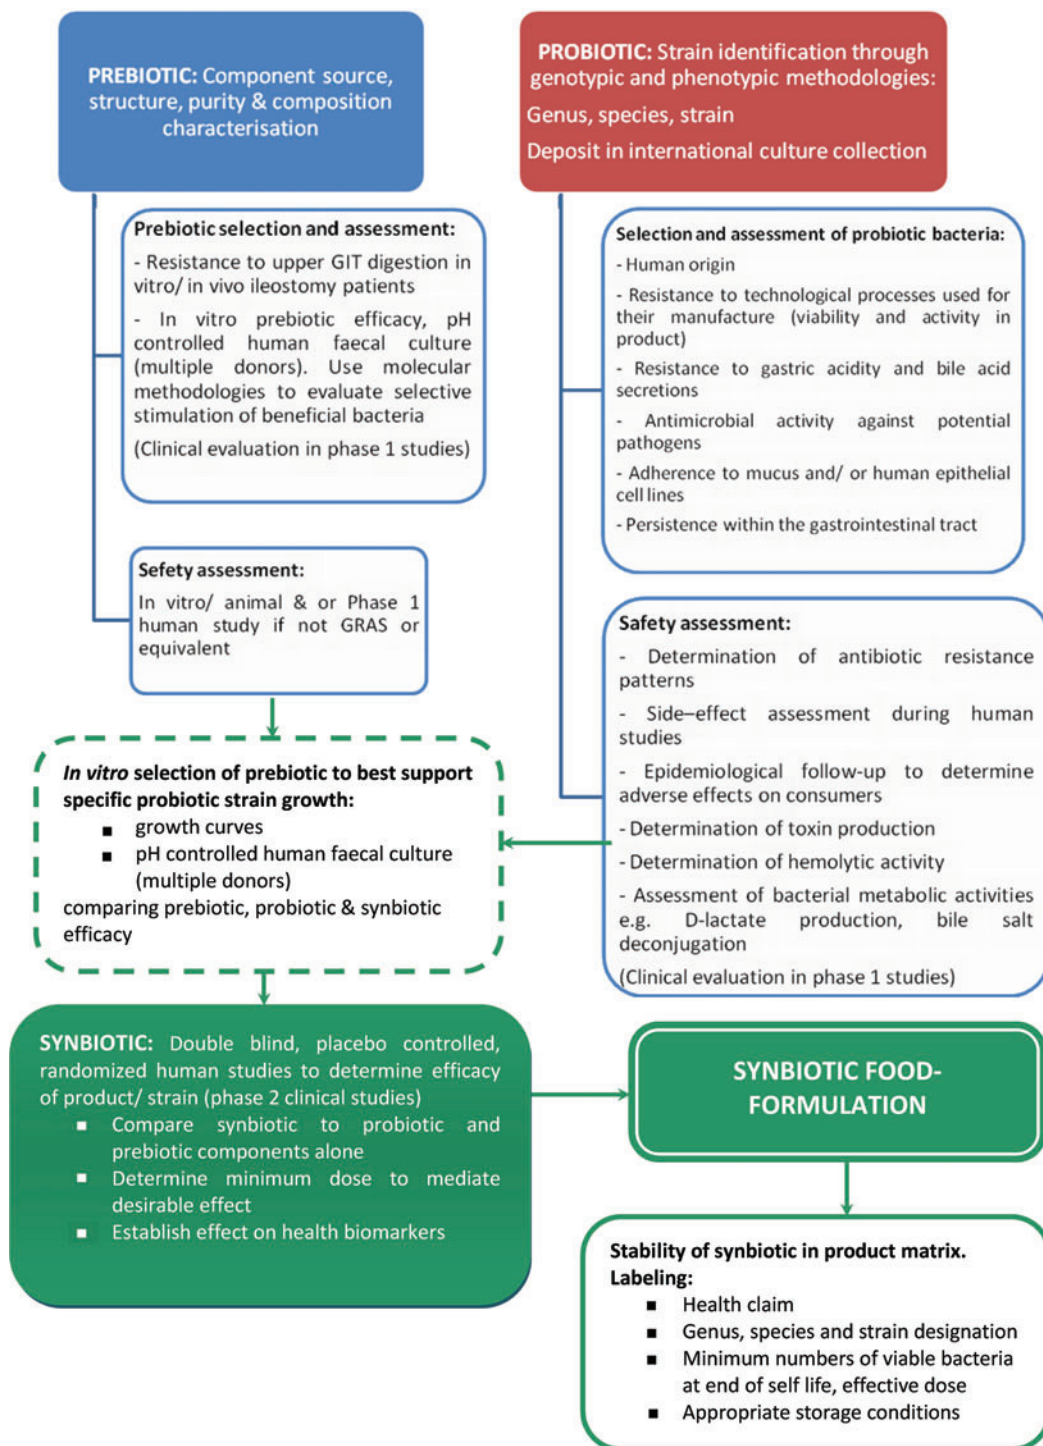 PREBIOTIC: Component source,
structure, purity & composition
characterisation
PROBIOTIC: Strain identification through
genotypic and phenotypic methodologies:
Genus, species, strain
Deposit in international culture collection
Prebiotic selection and assessment:
- Resistance to upper GIT digestion in
vitro/ in vivo ileostomy patients
- In vitro prebiotic efficacy, pH
controlled human faecal culture
(multiple donors). Use molecular
methodologies to evaluate selective
stimulation of beneficial bacteria
(Clinical evaluation in phase 1 studies)
Selection and assessment of probiotic bacteria:
- Human origin
- Resistance to technological processes used for
their manufacture (viability and activity in
product)
- Resistance to gastric acidity and bile acid
secretions
- Antimicrobial activity against potential
pathogens
- Adherence to mucus and/ or human epithelial
cell lines
- Persistence within the gastrointestinal tract
Safety assessment:
In vitro/ animal & or Phase 1
human study if not GRAS or
equivalent
Safety assessment:
- Determination of antibiotic resistance
patterns
- Side–effect assessment during human
studies
- Epidemiological follow-up to determine
adverse effects on consumers
- Determination of toxin production
- Determination of hemolytic activity
- Assessment of bacterial metabolic activities
e.g. D-lactate production, bile salt
deconjugation
(Clinical evaluation in phase 1 studies)
In vitro selection of prebiotic to best support
specific probiotic strain growth:
■ growth curves
■ pH controlled human faecal culture
(multiple donors)
comparing prebiotic, probiotic & synbiotic
efficacy
SYNBIOTIC: Double blind, placebo controlled,
randomized human studies to determine efficacy
of product/ strain (phase 2 clinical studies)
■ Compare synbiotic to probiotic and
prebiotic components alone
■ Determine minimum dose to mediate
desirable effect
■ Establish effect on health biomarkers
SYNBIOTIC FOOD-
FORMULATION
Stability of synbiotic in product matrix.
Labeling:
■ Health claim
■ Genus, species and strain designation
■ Minimum numbers of viable bacteria
at end of self life, effective dose
■ Appropriate storage conditions